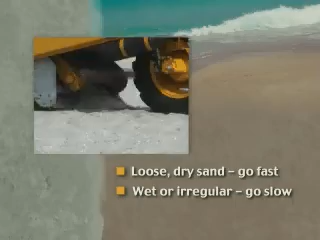 Loose, dry sand – go fast
Wet or irregular – go slow